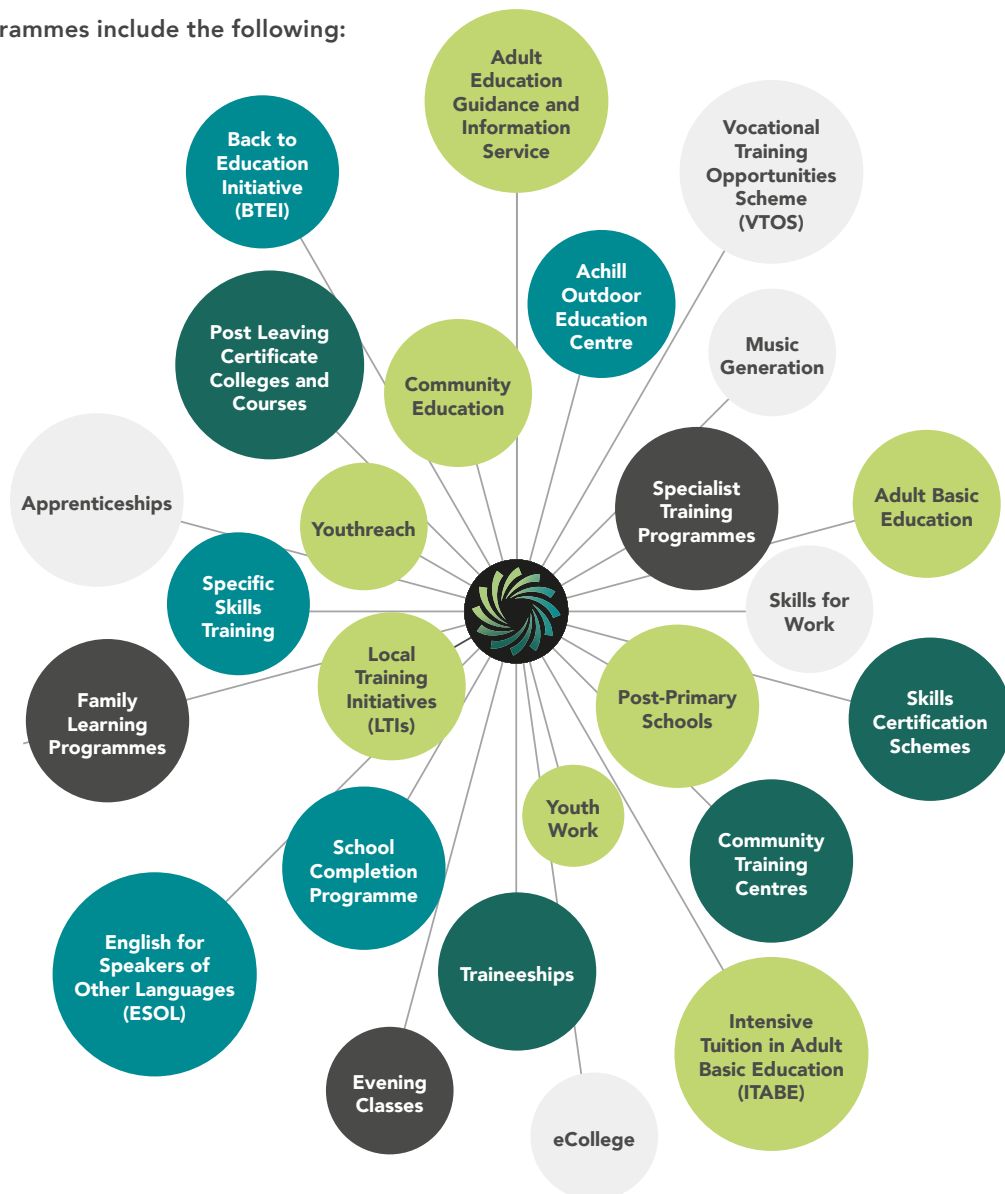 rammes include the following:
Adult
Education
Guidance and
Information
Service
Back to
Education
Initiative
(BTEI)
Vocational
Training
Opportunities
Scheme
(VTOS)
Achill
Outdoor
Education
Centre
Post Leaving
Certificate
Colleges and
Courses
Music
Generation
Community
Education
Apprenticeships
Youthreach
Specialist
Training
Programmes
Adult Basic
Education
Specific
Skills
Training
Skills for
Work
Local
Training
Initiatives
(LTIs)
Post-Primary
Schools
Family
Learning
Programmes
Skills
Certification
Schemes
Youth
Work
School
Completion
Programme
Community
Training
Centres
English for
Speakers of
Other Languages
(ESOL)
Traineeships
Intensive
Tuition in Adult
Basic Education
(ITABE)
Evening
Classes
eCollege